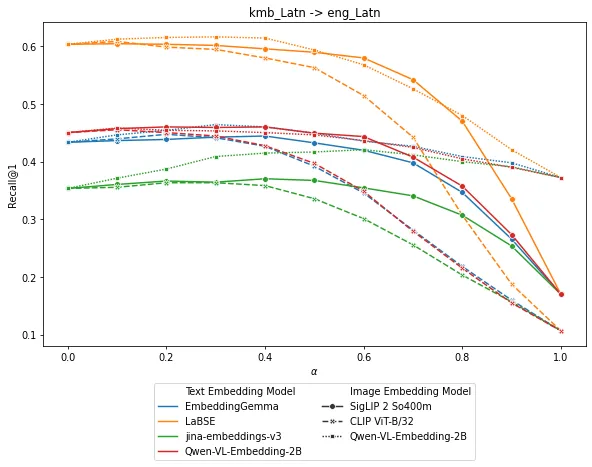 kmb_Latn -> eng_Latn
Recall@1
0.6
0.5
0.4
0.3
0.2
0.1
0.0 0.2 0.4 0.6 0.8 1.0
α
Text Embedding Model Image Embedding Model
EmbeddingGemma SigLIP 2 So400m
LaBSE CLIP ViT-B/32
jina-embeddings-v3 Qwen-VL-Embedding-2B
Qwen-VL-Embedding-2B